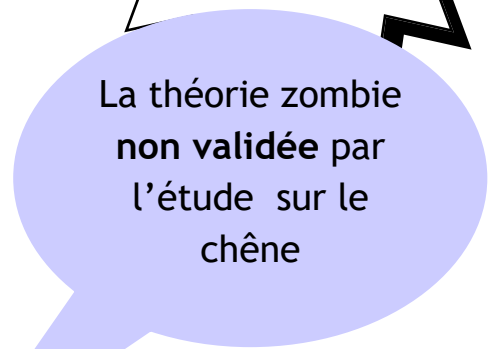 La théorie zombie
non validée par
l’étude sur le
chêne